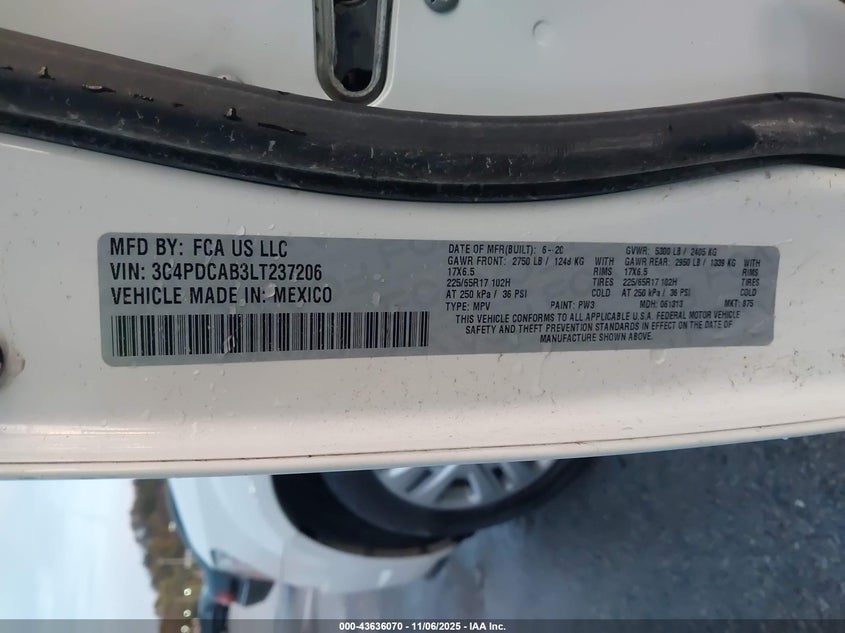 MFD BY: FCA US LLC
VIN: 3C4PDCAB3LT237206
VEHICLE MADE IN: MEXICO
DATE OF MFR(BUILT): 6-20
GAWR FRONT: 2750 LB / 1248 KG WITH
17X6.5 RIMS
225/65R17 102H TIRES
AT 250 kPa / 36 PSI COLD
TYPE: MPV PAINT: PW3
GVWR: 5300 LB / 2405 KG
GAWR REAR: 2950 LB / 1339 KG WITH
17X6.5 RIMS
225/65R17 102H TIRES
AT 250 kPa / 36 PSI COLD
MDH: 061313 MKT: 875
THIS VEHICLE CONFORMS TO ALL APPLICABLE U.S.A. FEDERAL MOTOR VEHICLE
SAFETY AND THEFT PREVENTION STANDARDS IN EFFECT ON THE DATE OF
MANUFACTURE SHOWN ABOVE.
000-43636070 - 11/06/2025 - IAA Inc.